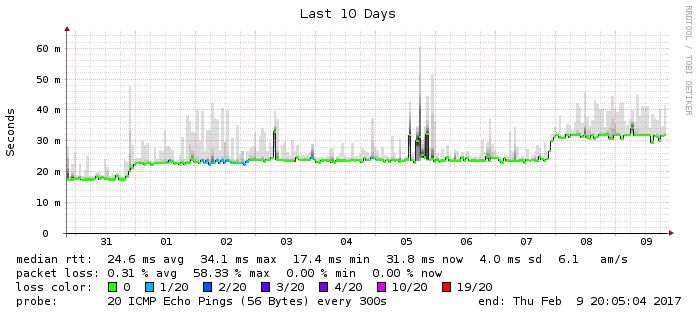 Last 10 Days
RRDTOOL / TOBI OETIKER
Seconds
60 m
50 m
40 m
30 m
20 m
10 m
0
31 01 02 03 04 05 06 07 08 09
median rtt: 24.6 ms avg 34.1 ms max 17.4 ms min 31.8 ms now 4.0 ms sd 6.1 am/s
packet loss: 0.31 % avg 58.33 % max 0.00 % min 0.00 % now
loss color: 0 1/20 2/20 3/20 4/20 10/20 19/20
probe: 20 ICMP Echo Pings (56 Bytes) every 300s end: Thu Feb 9 20:05:04 2017